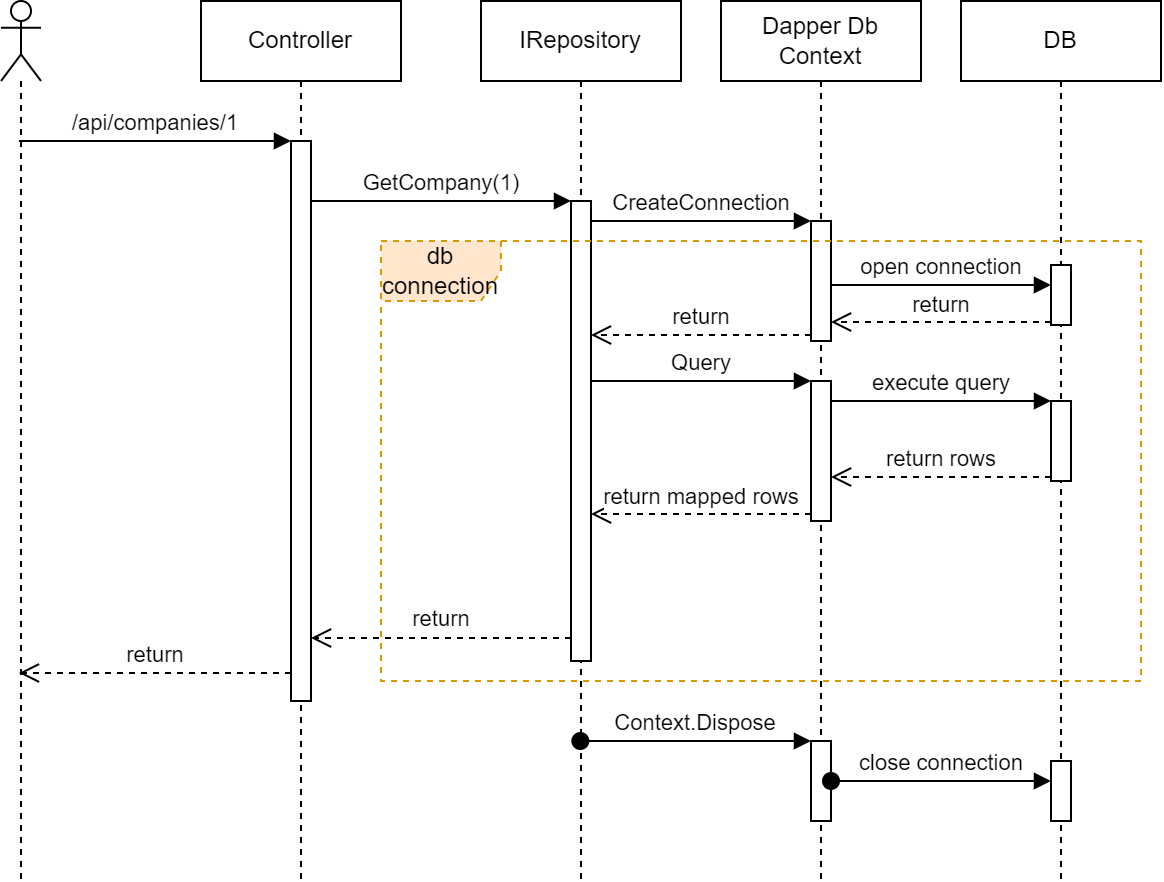 Controller
IRepository
Dapper Db
Context
DB
/api/companies/1
GetCompany(1)
CreateConnection
db
connection
open connection
return
return
Query
execute query
return rows
return mapped rows
return
return
Context.Dispose
close connection